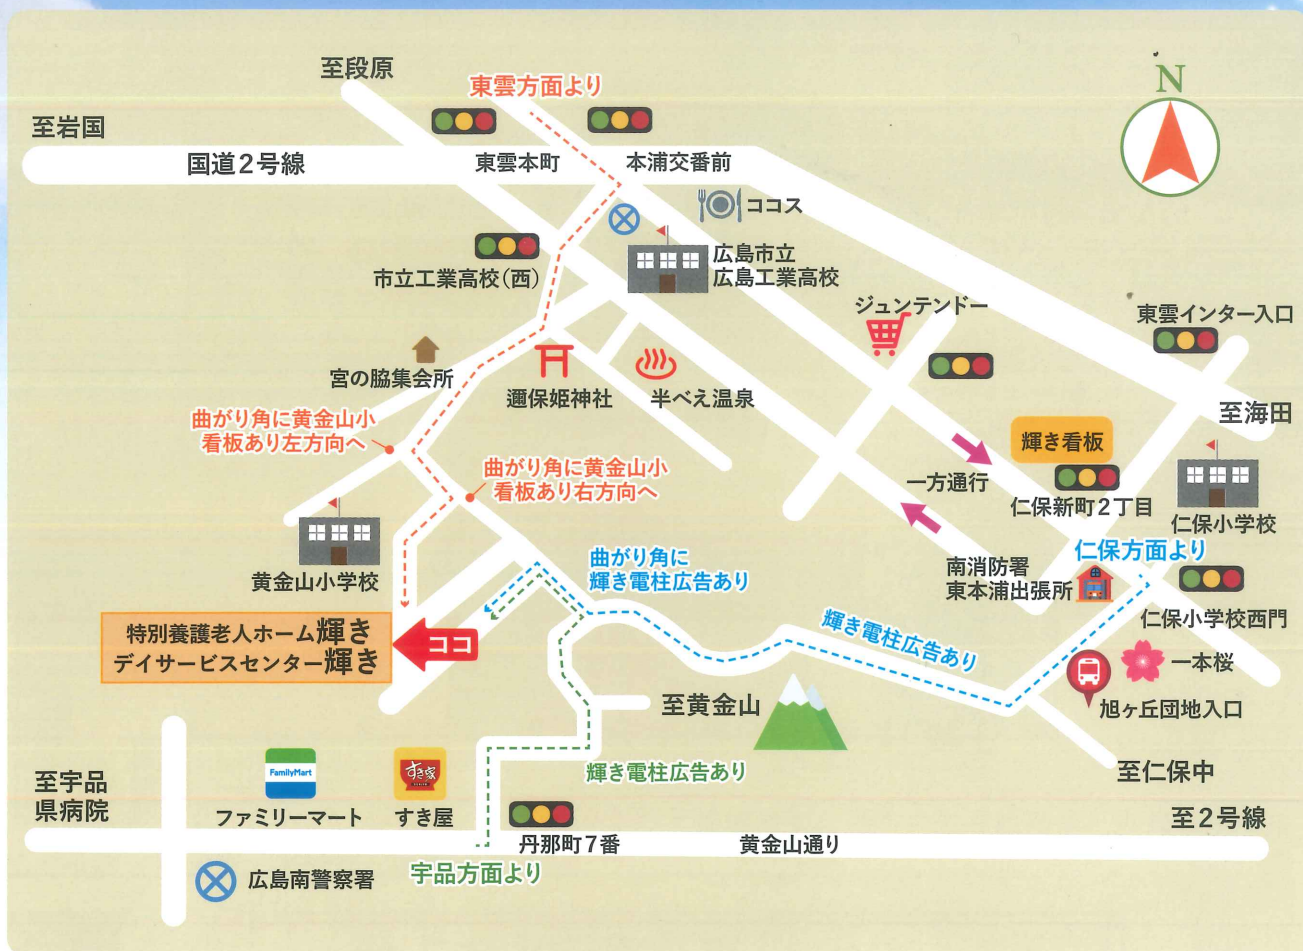 至段原
東雲方面より
N
至岩国
国道2号線
東雲本町
本浦交番前
ココス
市立工業高校(西)
広島市立
広島工業高校
ジュンテンドー
東雲インター入口
宮の脇集会所
邇保姫神社
半べえ温泉
至海田
曲がり角に黄金山小
看板あり左方向へ
輝き看板
曲がり角に黄金山小
看板あり右方向へ
一方通行
仁保新町2丁目
仁保小学校
黄金山小学校
曲がり角に
輝き電柱広告あり
仁保方面より
南消防署
東本浦出張所
仁保小学校西門
特別養護老人ホーム輝き
デイサービスセンター輝き
ココ
輝き電柱広告あり
一本桜
至黄金山
旭ヶ丘団地入口
輝き電柱広告あり
至仁保中
至宇品
県病院
FamilyMart
ファミリーマート
すき家
すき屋
丹那町7番
黄金山通り
至2号線
広島南警察署
宇品方面より